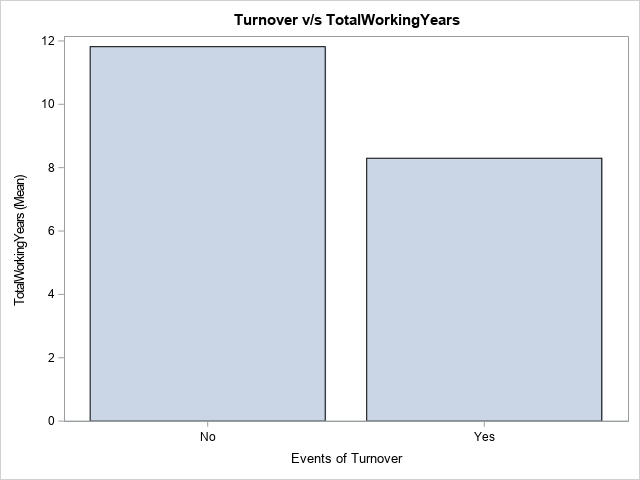 Turnover v/s TotalWorkingYears
TotalWorkingYears (Mean)
12
10
8
6
4
2
0
No
Yes
Events of Turnover